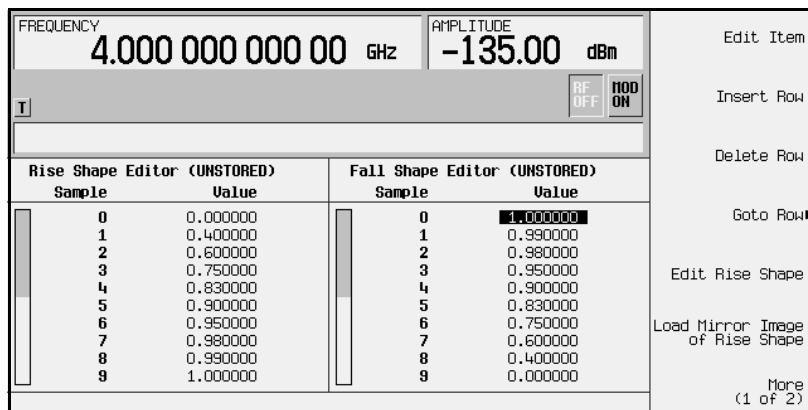 FREQUENCY
4.000 000 000 00 GHz
AMPLITUDE
-135.00 dBm
T
RF OFF
MOD ON
Rise Shape Editor (UNSTORED)
Sample Value
0 0.000000
1 0.400000
2 0.600000
3 0.750000
4 0.830000
5 0.900000
6 0.950000
7 0.980000
8 0.990000
9 1.000000
Fall Shape Editor (UNSTORED)
Sample Value
0 1.000000
1 0.990000
2 0.980000
3 0.950000
4 0.900000
5 0.830000
6 0.750000
7 0.600000
8 0.400000
9 0.000000
Edit Item
Insert Row
Delete Row
Goto Row
Edit Rise Shape
Load Mirror Image
of Rise Shape
More
(1 of 2)